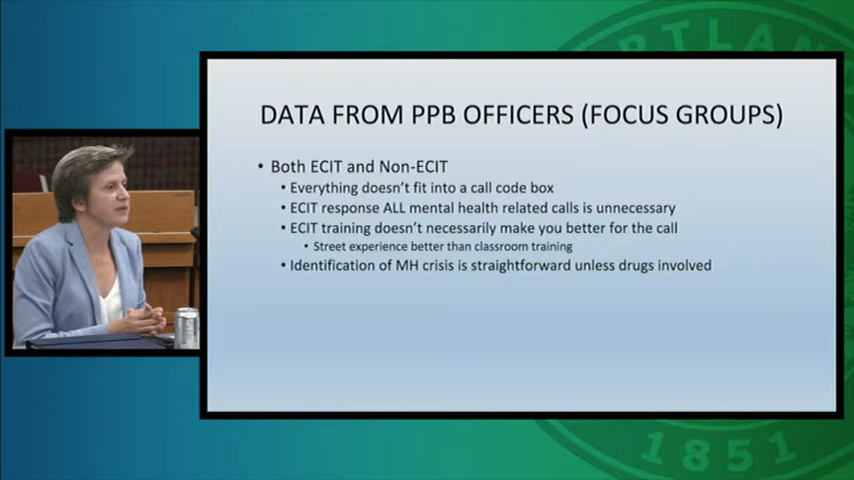 PORTLAN
DATA FROM PPB OFFICERS (FOCUS GROUPS)
• Both ECIT and Non-ECIT
• Everything doesn't fit into a call code box
• ECIT response ALL mental health related calls is unnecessary
• ECIT training doesn't necessarily make you better for the call
• Street experience better than classroom training
• Identification of MH crisis is straightforward unless drugs involved
1851